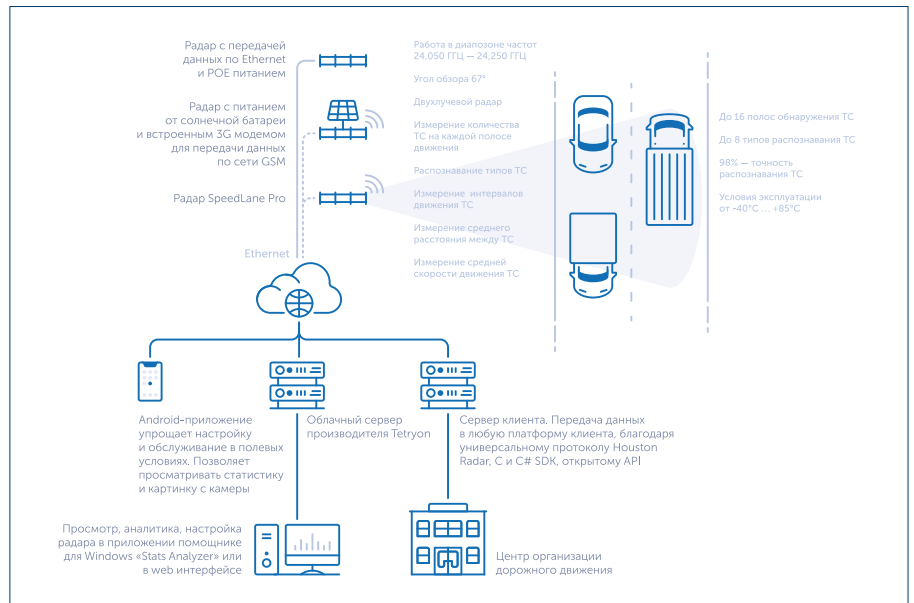 Радар с передачей
данных по Ethernet
и POE питанием
Радар с питанием
от солнечной батареи
и встроенным 3G модемом
для передачи данных
по сети GSM
Радар SpeedLane Pro
Ethernet
Работа в диапозоне частот
24,050 ГГЦ — 24,250 ГГЦ
Угол обзора 67°
Двухлучевой радар
Измерение количества
ТС на каждой полосе
движения
Распознавание типов ТС
Измерение интервалов
движения ТС
Измерение среднего
расстояния между ТС
Измерение средней
скорости движения ТС
До 16 полос обнаружения ТС
До 8 типов распознавания ТС
98% — точность
распознавания ТС
Условия эксплуатации
от -40°C ... +85°C
Android-приложение
упрощает настройку
и обслуживание в полевых
условиях. Позволяет
просматривать статистику
и картинку с камеры
Облачный сервер
производителя Tetryon
Сервер клиента. Передача данных
в любую платформу клиента, благодаря
универсальному протоколу Houston
Radar, C и C# SDK, открытому API
Просмотр, аналитика, настройка
радара в приложении помощнике
для Windows «Stats Analyzer» или
в web интерфейсе
Центр организации
дорожного движения